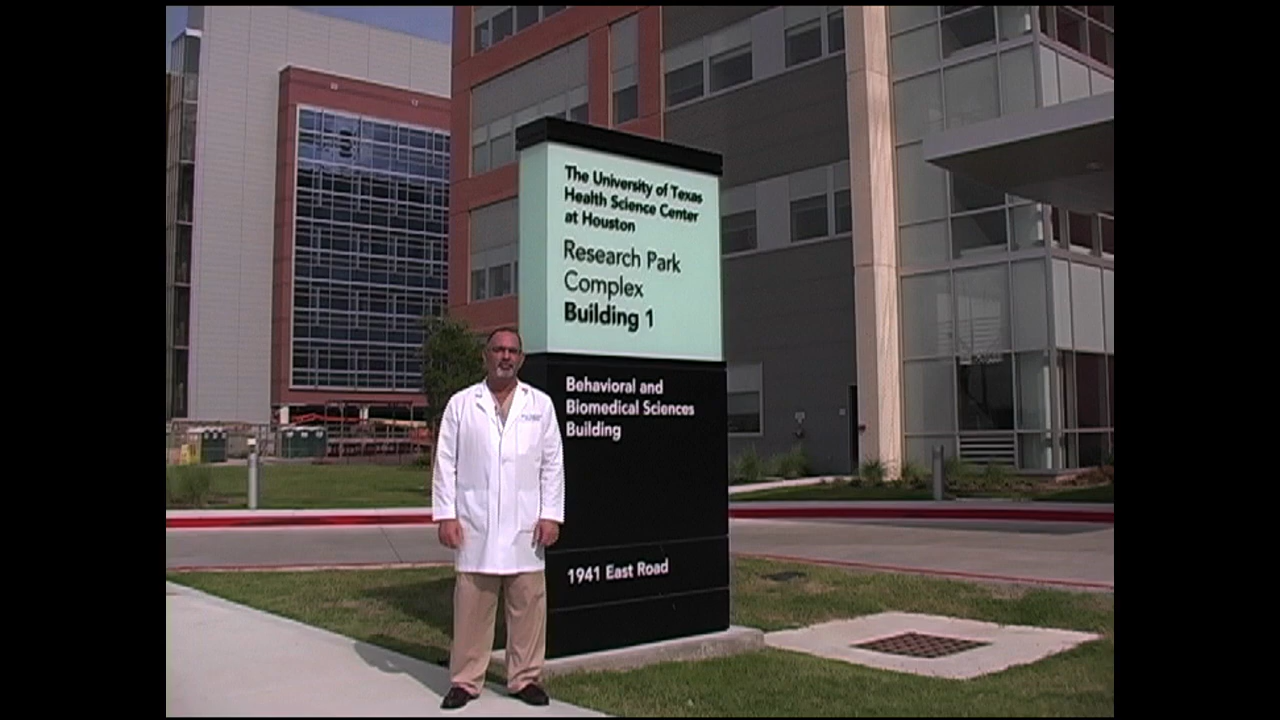 The University of Texas
Health Science Center
at Houston
Research Park
Complex
Building 1
Behavioral and
Biomedical Sciences
Building
1941 East Road